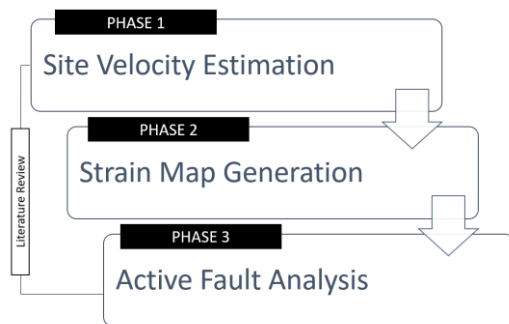 PHASE 1
Site Velocity Estimation
PHASE 2
Strain Map Generation
Literature Review
PHASE 3
Active Fault Analysis